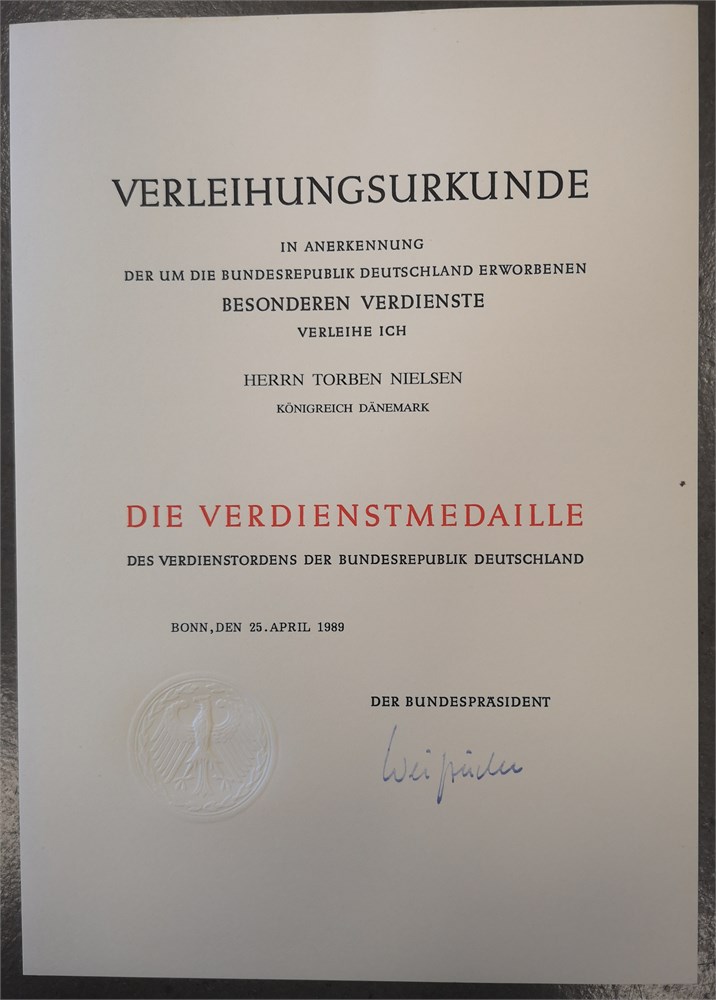 VERLEIHUNGSURKUNDE
IN ANERKENNUNG
DER UM DIE BUNDESREPUBLIK DEUTSCHLAND ERWORBENEN
BESONDEREN VERDIENSTE
VERLEIHE ICH
HERRN TORBEN NIELSEN
KÖNIGREICH DÄNEMARK
DIE VERDIENSTMEDAILLE
DES VERDIENSTORDENS DER BUNDESREPUBLIK DEUTSCHLAND
BONN,DEN 25.APRIL 1989
DER BUNDESPRÄSIDENT
Weizsäcker